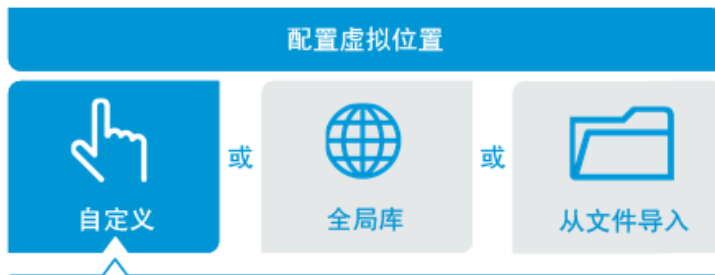 配置虚拟位置
或
或
自定义
全局库
从文件导入